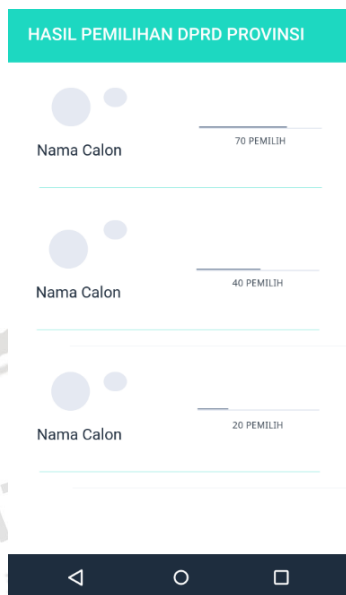 HASIL PEMILIHAN DPRD PROVINSI
70 PEMILIH
Nama Calon
40 PEMILIH
Nama Calon
20 PEMILIH
Nama Calon